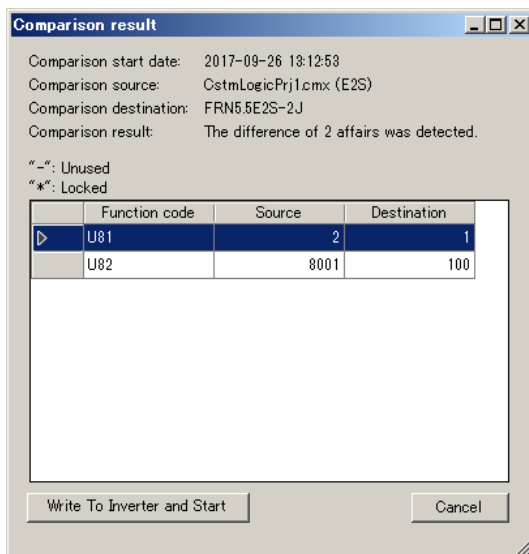 Comparison result
Comparison start date: 2017-09-26 13:12:53
Comparison source: CstmLogicPrj1.cmx (E2S)
Comparison destination: FRN5.5E2S-2J
Comparison result: The difference of 2 affairs was detected.
"-": Unused
"*": Locked
Function code Source Destination
U81 2 1
U82 8001 100
Write To Inverter and Start Cancel